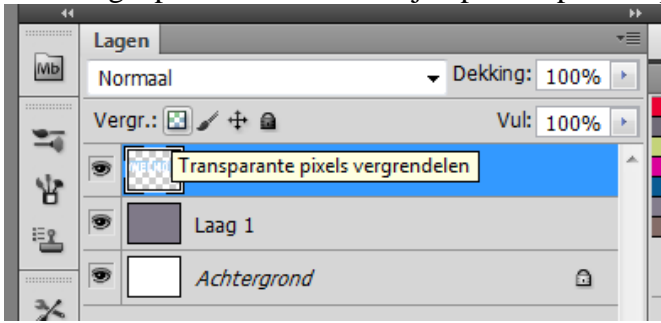 Lagen
Mb
Normaal Dekking: 100%
Vergr.: Vul: 100%
Transparante pixels vergrendelen
Laag 1
Achtergrond